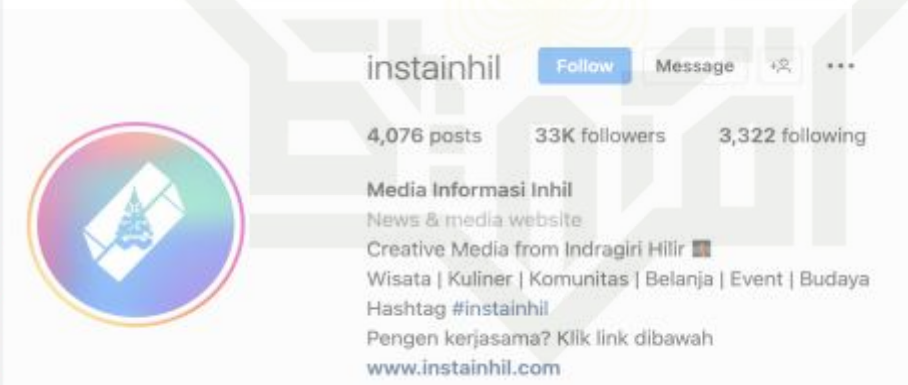 instainhil Follow Message
4,076 posts 33K followers 3,322 following
Media Informasi Inhil
News & media website
Creative Media from Indragiri Hilir
Wisata | Kuliner | Komunitas | Belanja | Event | Budaya
Hashtag #instainhil
Pengen kerjasama? Klik link dibawah
www.instainhil.com